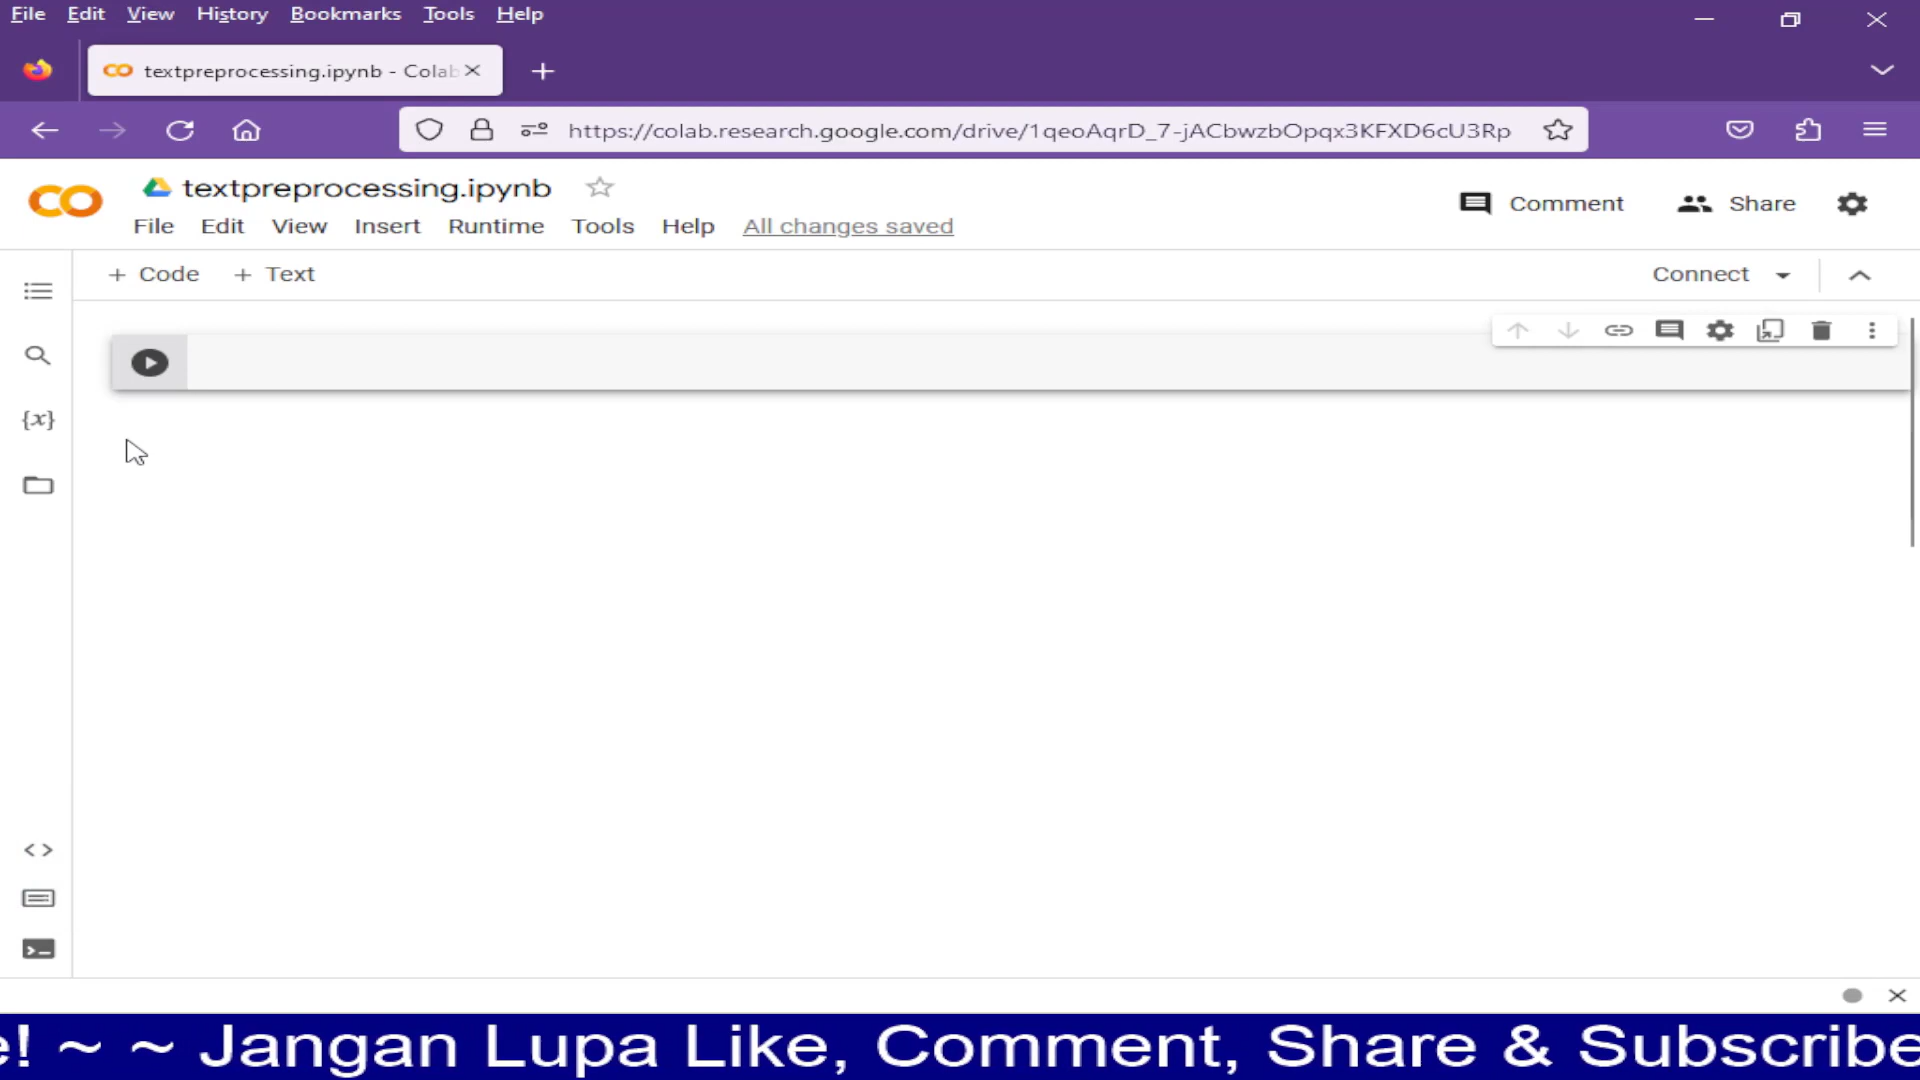 File Edit View History Bookmarks Tools Help
textpreprocessing.ipynb - Colab
https://colab.research.google.com/drive/1qeoAqrD_7-jACbwzbOpqx3KFXD6cU3Rp
textpreprocessing.ipynb
Comment Share
File Edit View Insert Runtime Tools Help All changes saved
+ Code + Text Connect
{x}
e! ~ ~ Jangan Lupa Like, Comment, Share & Subscribe